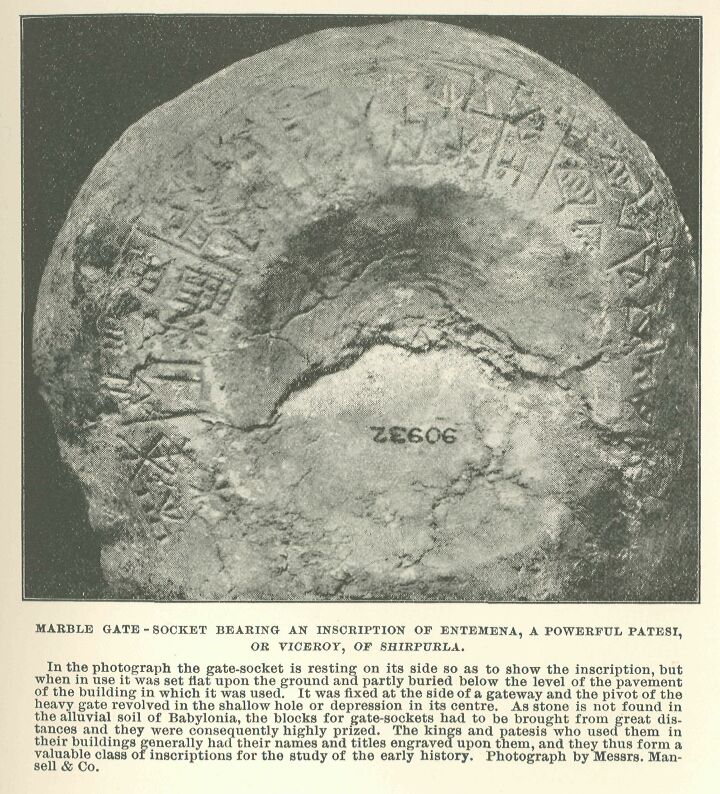 90932
MARBLE GATE-SOCKET BEARING AN INSCRIPTION OF ENTEMENA, A POWERFUL PATESI,
OR VICEROY, OF SHIRPURLA.
In the photograph the gate-socket is resting on its side so as to show the inscription, but
when in use it was set flat upon the ground and partly buried below the level of the pavement
of the building in which it was used. It was fixed at the side of a gateway and the pivot of the
heavy gate revolved in the shallow hole or depression in its centre. As stone is not found in
the alluvial soil of Babylonia, the blocks for gate-sockets had to be brought from great dis-
tances and they were consequently highly prized. The kings and patesis who used them in
their buildings generally had their names and titles engraved upon them, and they thus form a
valuable class of inscriptions for the study of the early history. Photograph by Messrs. Man-
sell & Co.